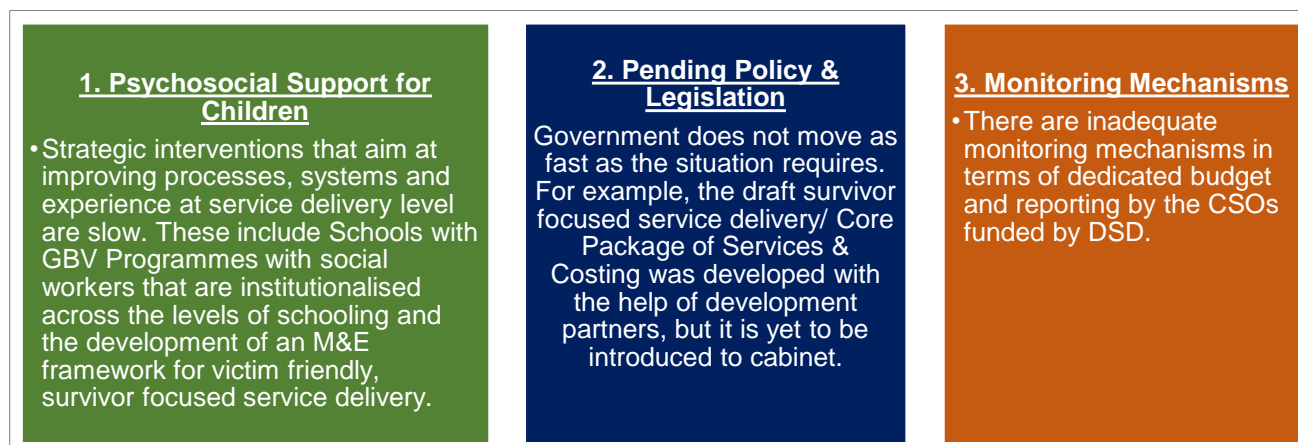 1. Psychosocial Support for
Children
•Strategic interventions that aim at
improving processes, systems and
experience at service delivery level
are slow. These include Schools with
GBV Programmes with social
workers that are institutionalised
across the levels of schooling and
the development of an M&E
framework for victim friendly,
survivor focused service delivery.
2. Pending Policy &
Legislation
Government does not move as
fast as the situation requires.
For example, the draft survivor
focused service delivery/ Core
Package of Services &
Costing was developed with
the help of development
partners, but it is yet to be
introduced to cabinet.
3. Monitoring Mechanisms
•There are inadequate
monitoring mechanisms in
terms of dedicated budget
and reporting by the CSOs
funded by DSD.